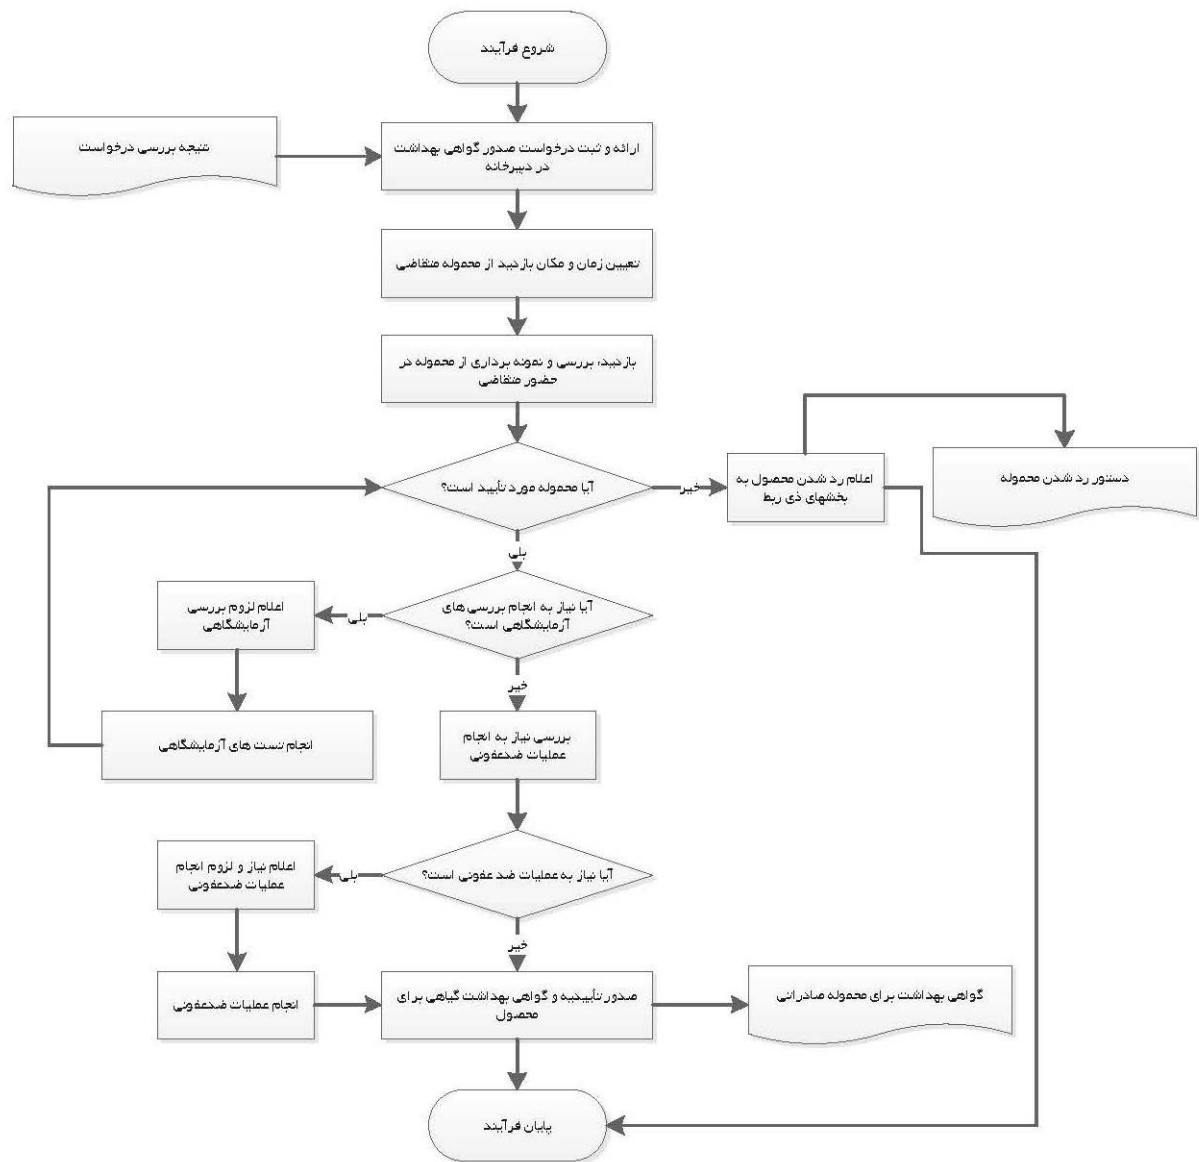 شروع فرآیند
نتیجه بررسی درخواست
ارائه و ثبت درخواست صدور گواهی بهداشت
در دبیرخانه
تعیین زمان و مکان بازدید از محموله متقاضی
بازدید، بررسی و نمونه برداری از محموله در
حضور متقاضی
آیا محموله مورد تأیید است؟
خیر
اعلام رد شدن محصول به
بخشهای ذی ربط
دستور رد شدن محموله
بلی
آیا نیاز به انجام بررسی های
آزمایشگاهی است؟
بلی
اعلام لزوم بررسی
آزمایشگاهی
انجام تست های آزمایشگاهی
خیر
بررسی نیاز به انجام
عملیات ضدعفونی
آیا نیاز به عملیات ضد عفونی است؟
بلی
اعلام نیاز و لزوم انجام
عملیات ضدعفونی
انجام عملیات ضدعفونی
خیر
صدور تأییدیه و گواهی بهداشت گیاهی برای
محصول
گواهی بهداشت برای محموله صادراتی
پایان فرآیند